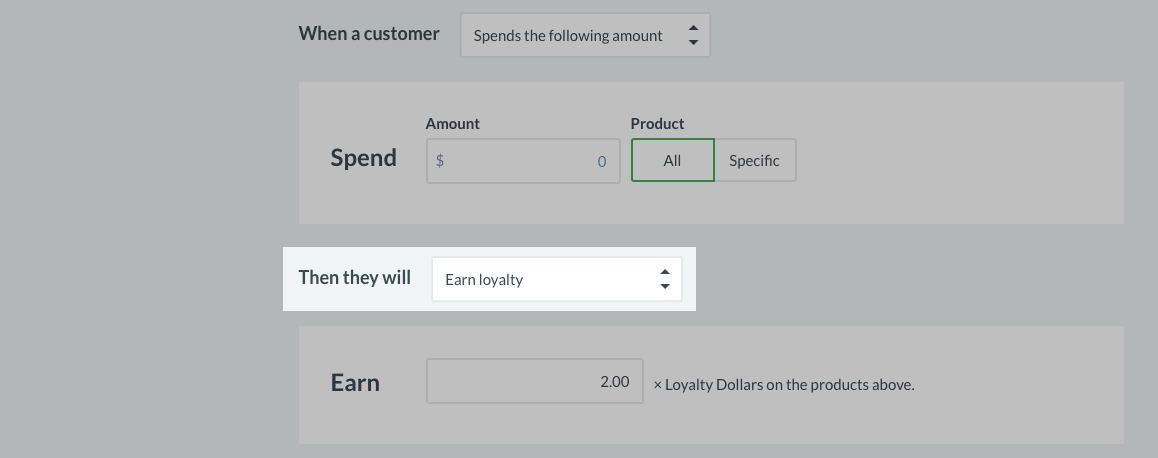 When a customer Spends the following amount
Amount Product
Spend $ 0 All Specific
Then they will Earn loyalty
Earn 2.00 × Loyalty Dollars on the products above.